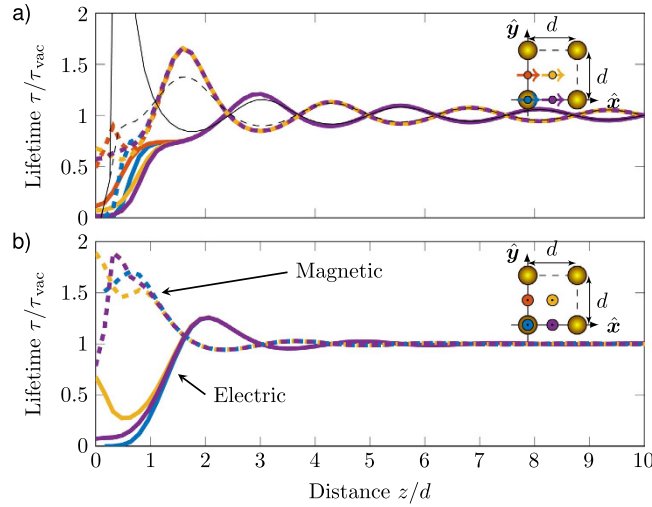 a)
2
1.5
1
0.5
0
Lifetime τ/τvac
ŷ
d
d
x̂
b)
2
1.5
1
0.5
0
Lifetime τ/τvac
Magnetic
Electric
ŷ
d
d
x̂
0 1 2 3 4 5 6 7 8 9 10
Distance z/d